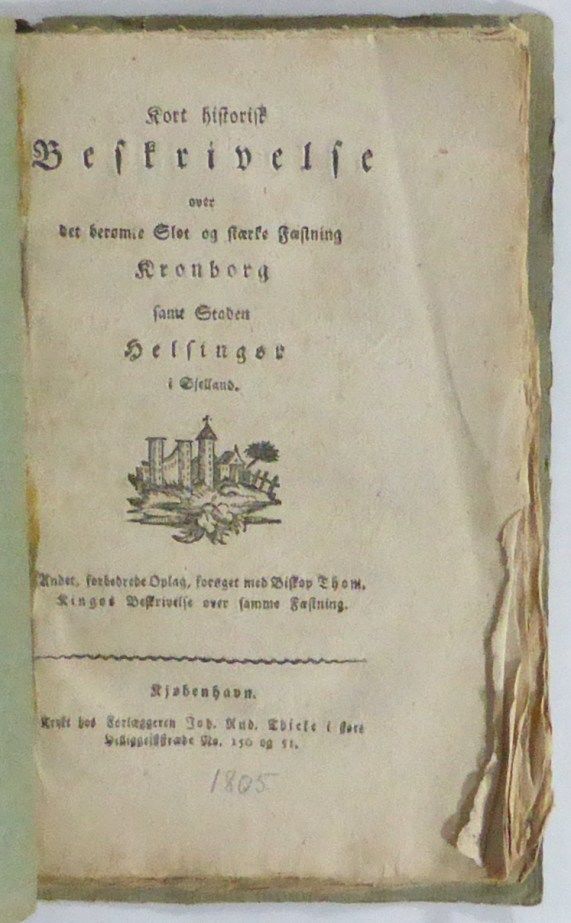 Kort historisk
Beskrivelse
over
det berømte Slot og stærke Fæstning
Kronborg
samt Staden
Helsingør
i Sjelland.
Andet, forbedrede Oplag, forøget med Biskop Thom.
Kingos Beskrivelse over samme Fæstning.
Kjøbenhavn.
Trykt hos Forlæggeren Joh. Rud. Thiele i store
Helliggeiststræde No. 150 og 51.
1805